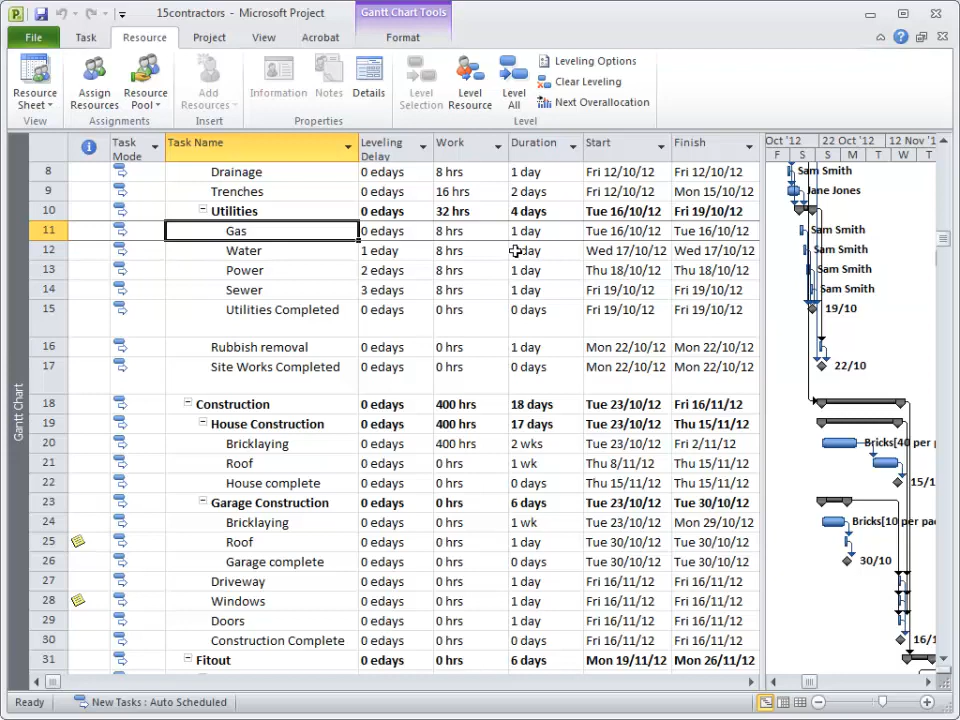 15contractors - Microsoft Project
Gantt Chart Tools
File Task Resource Project View Acrobat Format
Resource Sheet
Assign Resources
Resource Pool
Add Resources
Information
Notes
Details
Level Selection
Level Resource
Level All
Leveling Options
Clear Leveling
Next Overallocation
View Assignments Insert Properties Level
Task Mode Task Name Leveling Delay Work Duration Start Finish
Oct '12 22 Oct '12 12 Nov '1
F S S M T W T
8 Drainage 0 edays 8 hrs 1 day Fri 12/10/12 Fri 12/10/12 Sam Smith
9 Trenches 0 edays 16 hrs 2 days Fri 12/10/12 Mon 15/10/12 Jane Jones
10 Utilities 0 edays 32 hrs 4 days Tue 16/10/12 Fri 19/10/12
11 Gas 0 edays 8 hrs 1 day Tue 16/10/12 Tue 16/10/12 Sam Smith
12 Water 1 eday 8 hrs day Wed 17/10/12 Wed 17/10/12 Sam Smith
13 Power 2 edays 8 hrs 1 day Thu 18/10/12 Thu 18/10/12 Sam Smith
14 Sewer 3 edays 8 hrs 1 day Fri 19/10/12 Fri 19/10/12 Sam Smith
15 Utilities Completed 0 edays 0 hrs 0 days Fri 19/10/12 Fri 19/10/12 19/10
16 Rubbish removal 0 edays 0 hrs 1 day Mon 22/10/12 Mon 22/10/12
17 Site Works Completed 0 edays 0 hrs 0 days Mon 22/10/12 Mon 22/10/12 22/10
18 Construction 0 edays 400 hrs 18 days Tue 23/10/12 Fri 16/11/12
19 House Construction 0 edays 400 hrs 17 days Tue 23/10/12 Thu 15/11/12
20 Bricklaying 0 edays 400 hrs 2 wks Tue 23/10/12 Fri 2/11/12 Bricks[40 per p
21 Roof 0 edays 0 hrs 1 wk Thu 8/11/12 Thu 15/11/12
22 House complete 0 edays 0 hrs 0 days Thu 15/11/12 Thu 15/11/12 15/1
23 Garage Construction 0 edays 0 hrs 6 days Tue 23/10/12 Tue 30/10/12
24 Bricklaying 0 edays 0 hrs 1 wk Tue 23/10/12 Mon 29/10/12 Bricks[10 per pa
25 Roof 0 edays 0 hrs 1 day Tue 30/10/12 Tue 30/10/12
26 Garage complete 0 edays 0 hrs 0 days Tue 30/10/12 Tue 30/10/12 30/10
27 Driveway 0 edays 0 hrs 1 day Fri 16/11/12 Fri 16/11/12
28 Windows 0 edays 0 hrs 1 day Fri 16/11/12 Fri 16/11/12
29 Doors 0 edays 0 hrs 1 day Fri 16/11/12 Fri 16/11/12
30 Construction Complete 0 edays 0 hrs 0 days Fri 16/11/12 Fri 16/11/12 16/1
31 Fitout 0 edays 0 hrs 6 days Mon 19/11/12 Mon 26/11/12
Gantt Chart
Ready New Tasks : Auto Scheduled